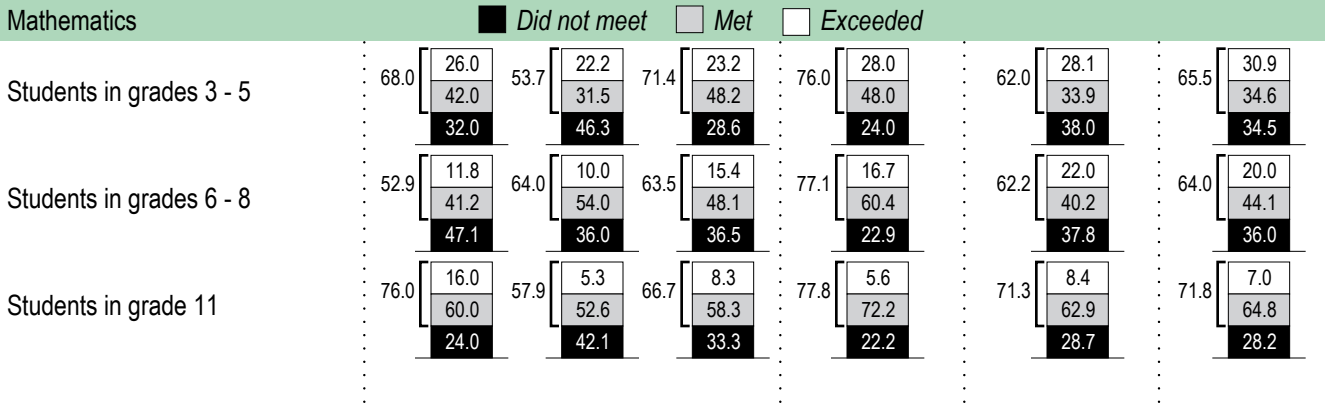 Mathematics Did not meet Met Exceeded
26.0 22.2 23.2 28.0 28.1 30.9
68.0 53.7 71.4 76.0 62.0 65.5
Students in grades 3 - 5 42.0 31.5 48.2 48.0 33.9 34.6
32.0 46.3 28.6 24.0 38.0 34.5
11.8 10.0 15.4 16.7 22.0 20.0
52.9 64.0 63.5 77.1 62.2 64.0
Students in grades 6 - 8 41.2 54.0 48.1 60.4 40.2 44.1
47.1 36.0 36.5 22.9 37.8 36.0
16.0 5.3 8.3 5.6 8.4 7.0
76.0 57.9 66.7 77.8 71.3 71.8
Students in grade 11 60.0 52.6 58.3 72.2 62.9 64.8
24.0 42.1 33.3 22.2 28.7 28.2